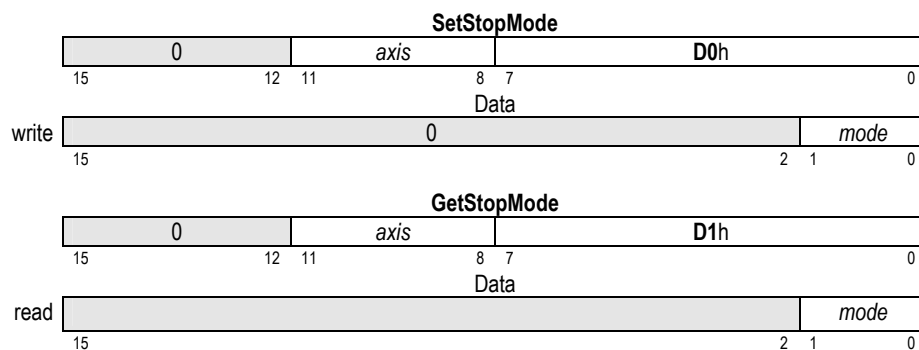 SetStopMode
0 axis D0h
15 12 11 8 7 0
Data
write 0 mode
15 2 1 0
GetStopMode
0 axis D1h
15 12 11 8 7 0
Data
read mode
15 2 1 0